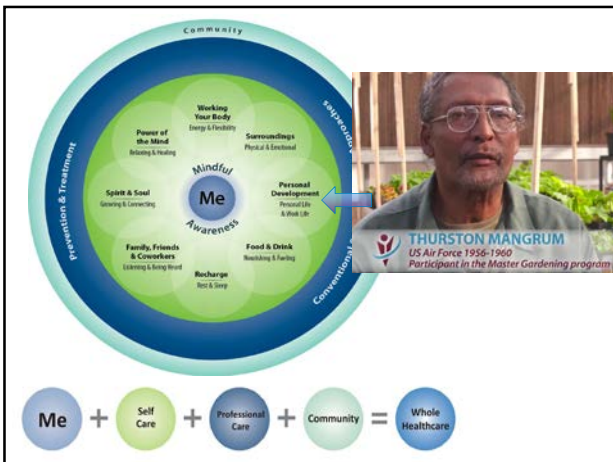 Community
Prevention & Treatment
Conventional
Approaches
Working
Your Body
Energy & Flexibility
Surroundings
Physical & Emotional
Personal
Development
Personal Life
& Work Life
Food & Drink
Nourishing & Fueling
Recharge
Rest & Sleep
Family, Friends
& Coworkers
Listening & Being Heard
Spirit & Soul
Growing & Connecting
Power of
the Mind
Relaxing & Healing
Mindful
Me
Awareness
THURSTON MANGRUM
US Air Force 1956-1960
Participant in the Master Gardening program
Me + Self Care + Professional Care + Community = Whole Healthcare